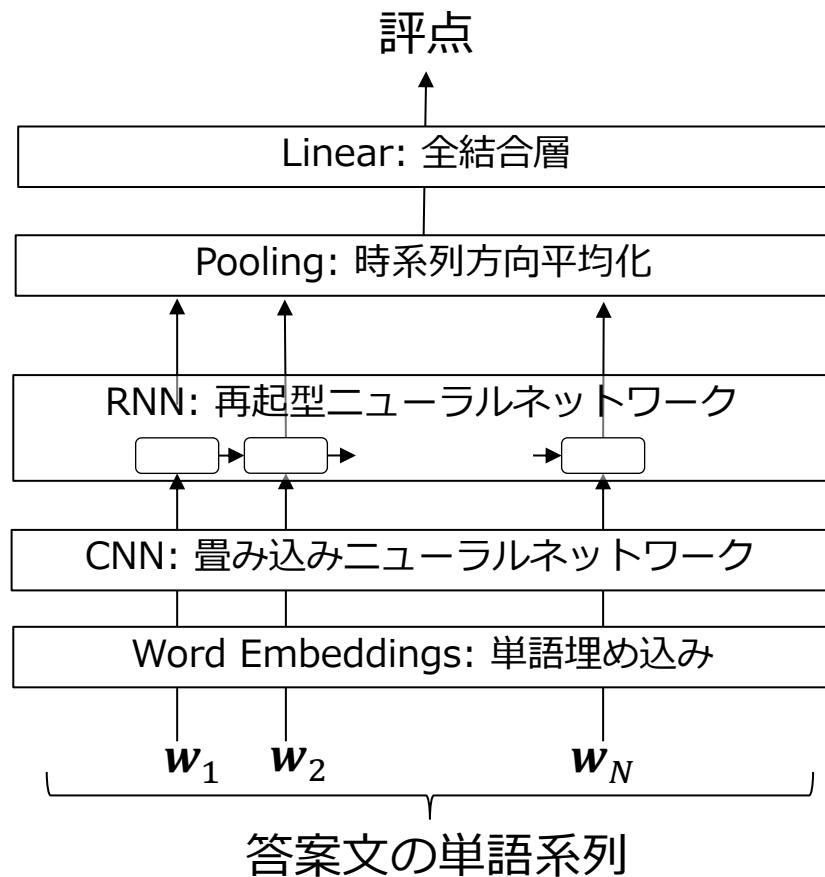 評点
Linear: 全結合層
Pooling: 時系列方向平均化
RNN: 再起型ニューラルネットワーク
CNN: 畳み込みニューラルネットワーク
Word Embeddings: 単語埋め込み
w1 w2 wN
答案文の単語系列